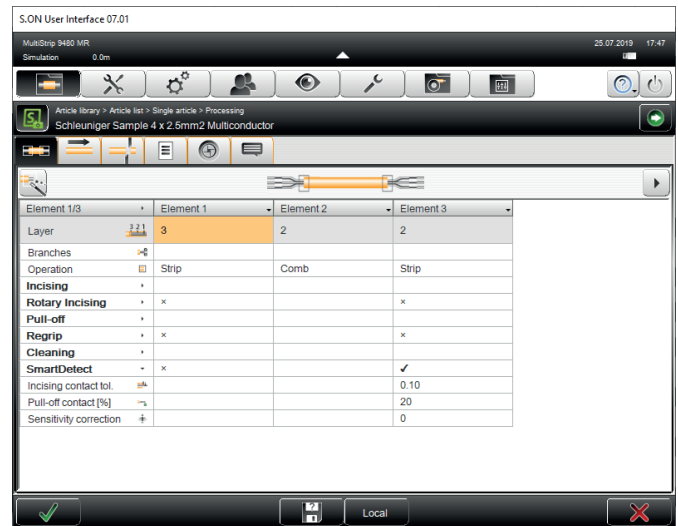 S.ON User Interface 07.01
MultiStrip 9480 MR
25.07.2019 17:47
Simulation 0.0m
Article library > Article list > Single article > Processing
Schleuniger Sample 4 x 2.5mm2 Multiconductor
Element 1/3 Element 1 Element 2 Element 3
Layer 3 2 1 3 2 2
Branches
Operation Strip Comb Strip
Incising
Rotary Incising × ×
Pull-off
Regrip × ×
Cleaning
SmartDetect × ✓
Incising contact tol. 0.10
Pull-off contact [%] 20
Sensitivity correction 0
Local